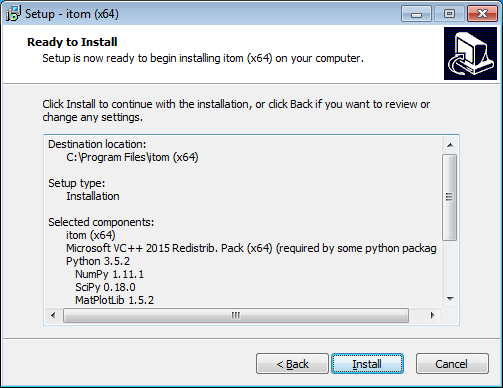 Setup - itom (x64)
Ready to Install
Setup is now ready to begin installing itom (x64) on your computer.
Click Install to continue with the installation, or click Back if you want to review or
change any settings.
Destination location:
C:\Program Files\itom (x64)
Setup type:
Installation
Selected components:
itom (x64)
Microsoft VC++ 2015 Redistrib. Pack (x64) (required by some python packag
Python 3.5.2
NumPy 1.11.1
SciPy 0.18.0
MatPlotLib 1.5.2
< Back
Install
Cancel